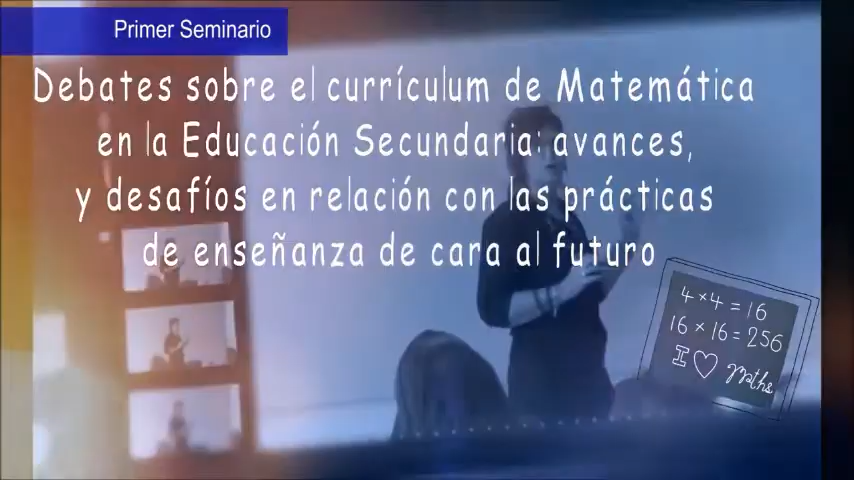 Primer Seminario
Debates sobre el currículum de Matemática
en la Educación Secundaria: avances,
y desafíos en relación con las prácticas
de enseñanza de cara al futuro
4 × 4 = 16
16 × 16 = 256
I ♡ maths